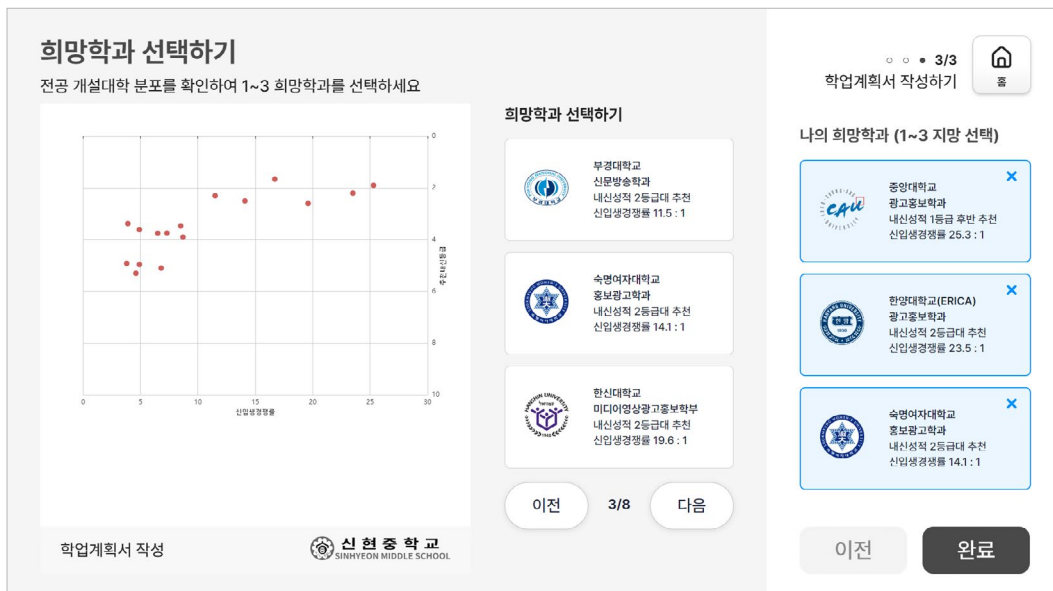 희망학과 선택하기
전공 개설대학 분포를 확인하여 1~3 희망학과를 선택하세요
0
2
4
6
8
10
추천내신등급
0 5 10 15 20 25 30
신입생경쟁률
학업계획서 작성
신현중학교
SINHYEON MIDDLE SCHOOL
희망학과 선택하기
부경대학교
신문방송학과
내신성적 2등급대 추천
신입생경쟁률 11.5 : 1
숙명여자대학교
홍보광고학과
내신성적 2등급대 추천
신입생경쟁률 14.1 : 1
한신대학교
미디어영상광고홍보학부
내신성적 2등급대 추천
신입생경쟁률 19.6 : 1
이전 3/8 다음
3/3
학업계획서 작성하기
홈
나의 희망학과 (1~3 지망 선택)
CAU
중앙대학교
광고홍보학과
내신성적 1등급 후반 추천
신입생경쟁률 25.3 : 1
한양대학교(ERICA)
광고홍보학과
내신성적 2등급대 추천
신입생경쟁률 23.5 : 1
숙명여자대학교
홍보광고학과
내신성적 2등급대 추천
신입생경쟁률 14.1 : 1
이전 완료